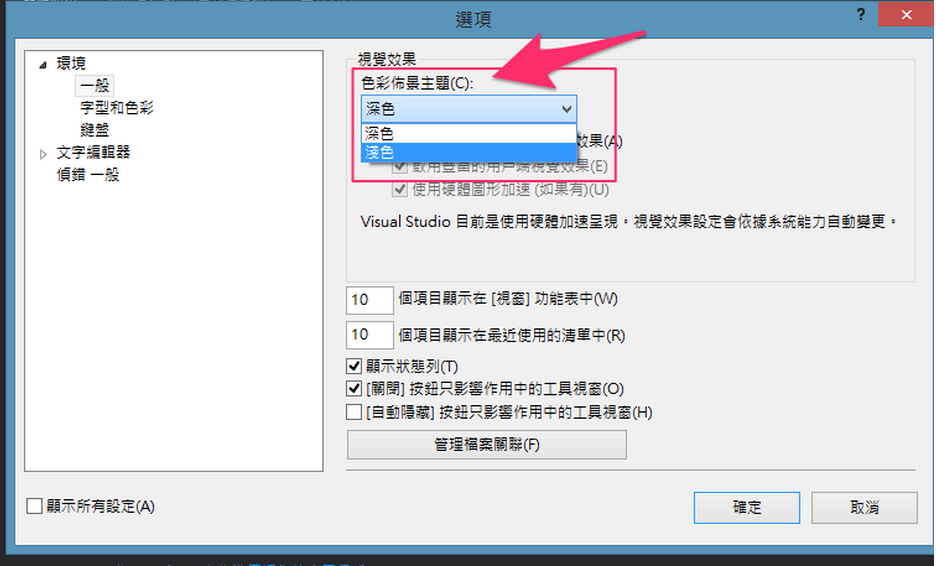 選項
?
環境
一般
字型和色彩
鍵盤
文字編輯器
偵錯 一般
視覺效果
色彩佈景主題(C):
深色
深色
淺色
效果(A)
啟用豐富的用戶端視覺效果(E)
使用硬體圖形加速 (如果有)(U)
Visual Studio 目前是使用硬體加速呈現。視覺效果設定會依據系統能力自動變更。
10 個項目顯示在 [視窗] 功能表中(W)
10 個項目顯示在最近使用的清單中(R)
顯示狀態列(T)
[關閉] 按鈕只影響作用中的工具視窗(O)
[自動隱藏] 按鈕只影響作用中的工具視窗(H)
管理檔案關聯(F)
顯示所有設定(A)
確定
取消